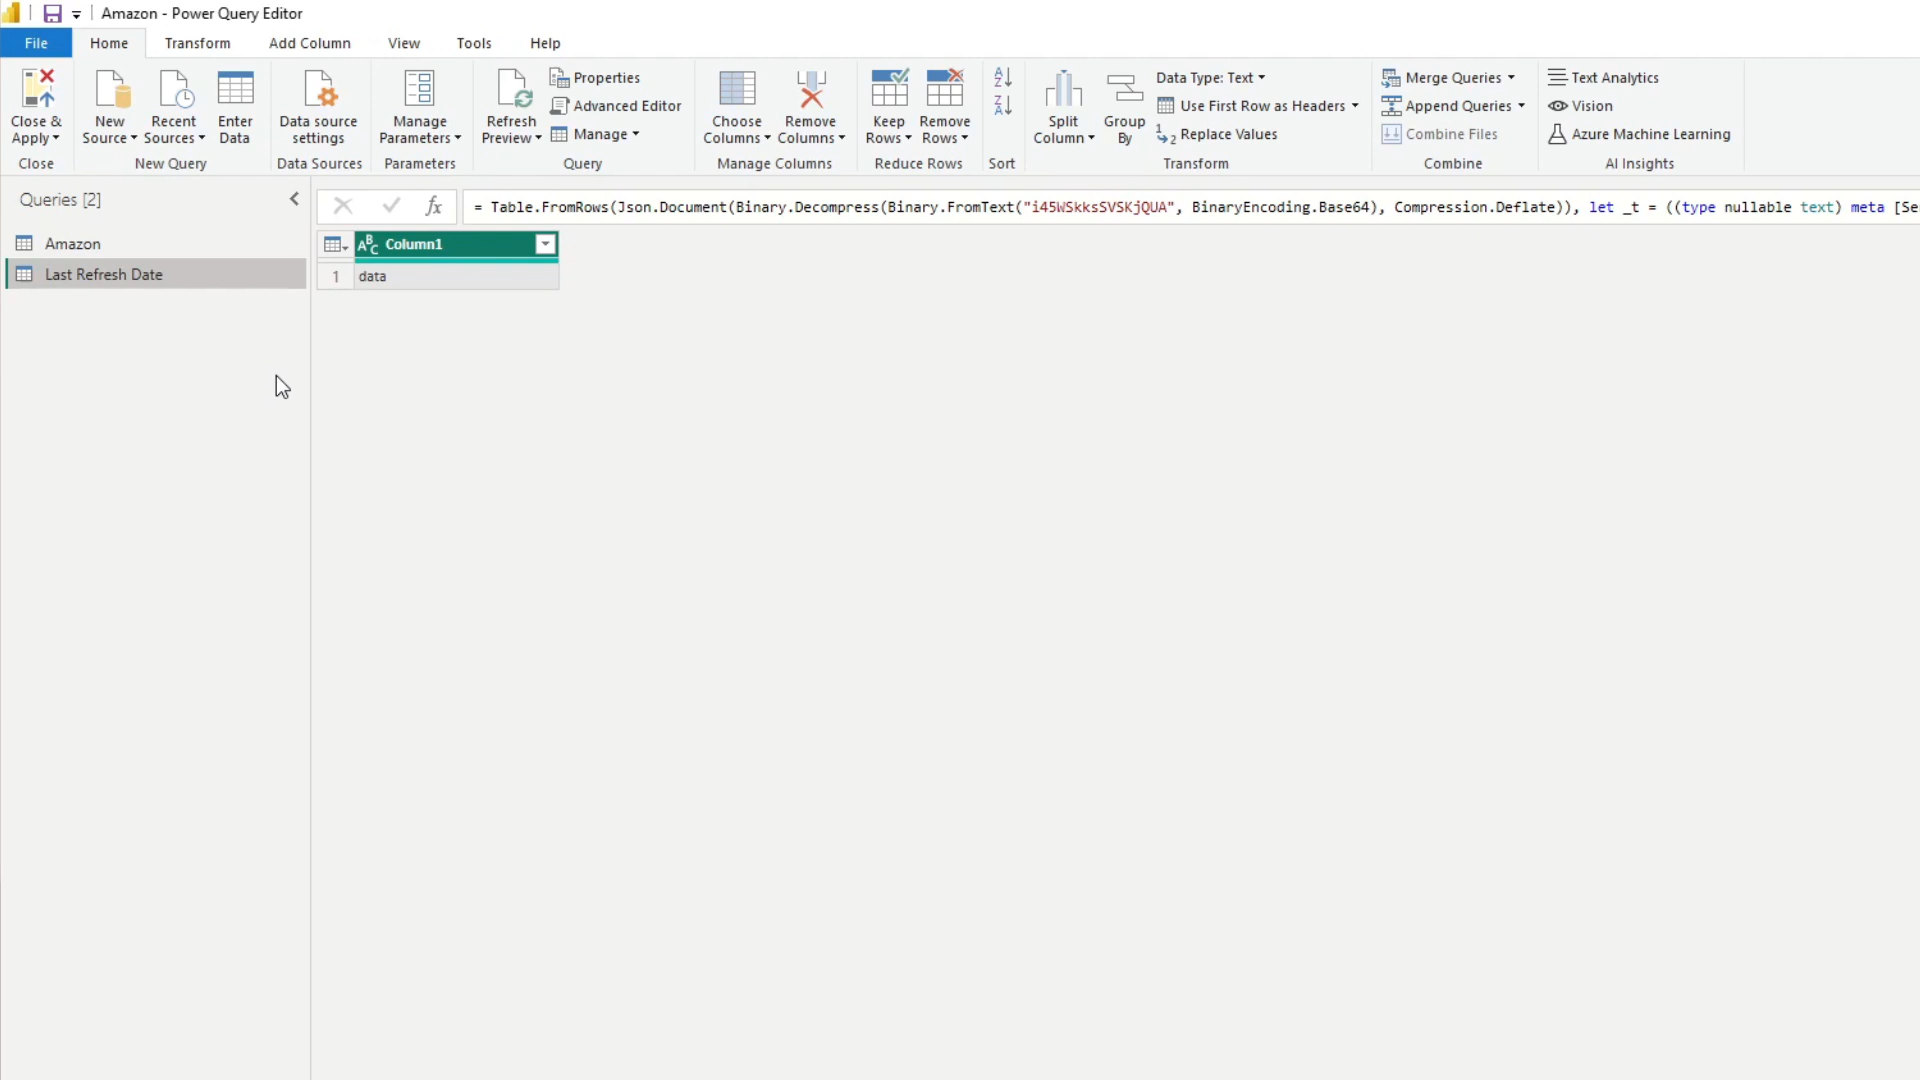 Amazon - Power Query Editor
File Home Transform Add Column View Tools Help
Close & Apply
New Source
Recent Sources
Enter Data
Data source settings
Manage Parameters
Refresh Preview
Properties
Advanced Editor
Manage
Choose Columns
Remove Columns
Keep Rows
Remove Rows
A Z
Z A
Split Column
Group By
Data Type: Text
Use First Row as Headers
1 2 Replace Values
Merge Queries
Append Queries
Combine Files
Text Analytics
Vision
Azure Machine Learning
Close New Query Data Sources Parameters Query Manage Columns Reduce Rows Sort Transform Combine AI Insights
Queries [2]
Amazon
Last Refresh Date
fx = Table.FromRows(Json.Document(Binary.Decompress(Binary.FromText("i45WSkksSVSKjQUA", BinaryEncoding.Base64), Compression.Deflate)), let _t = ((type nullable text) meta [Se
ABC Column1
1 data